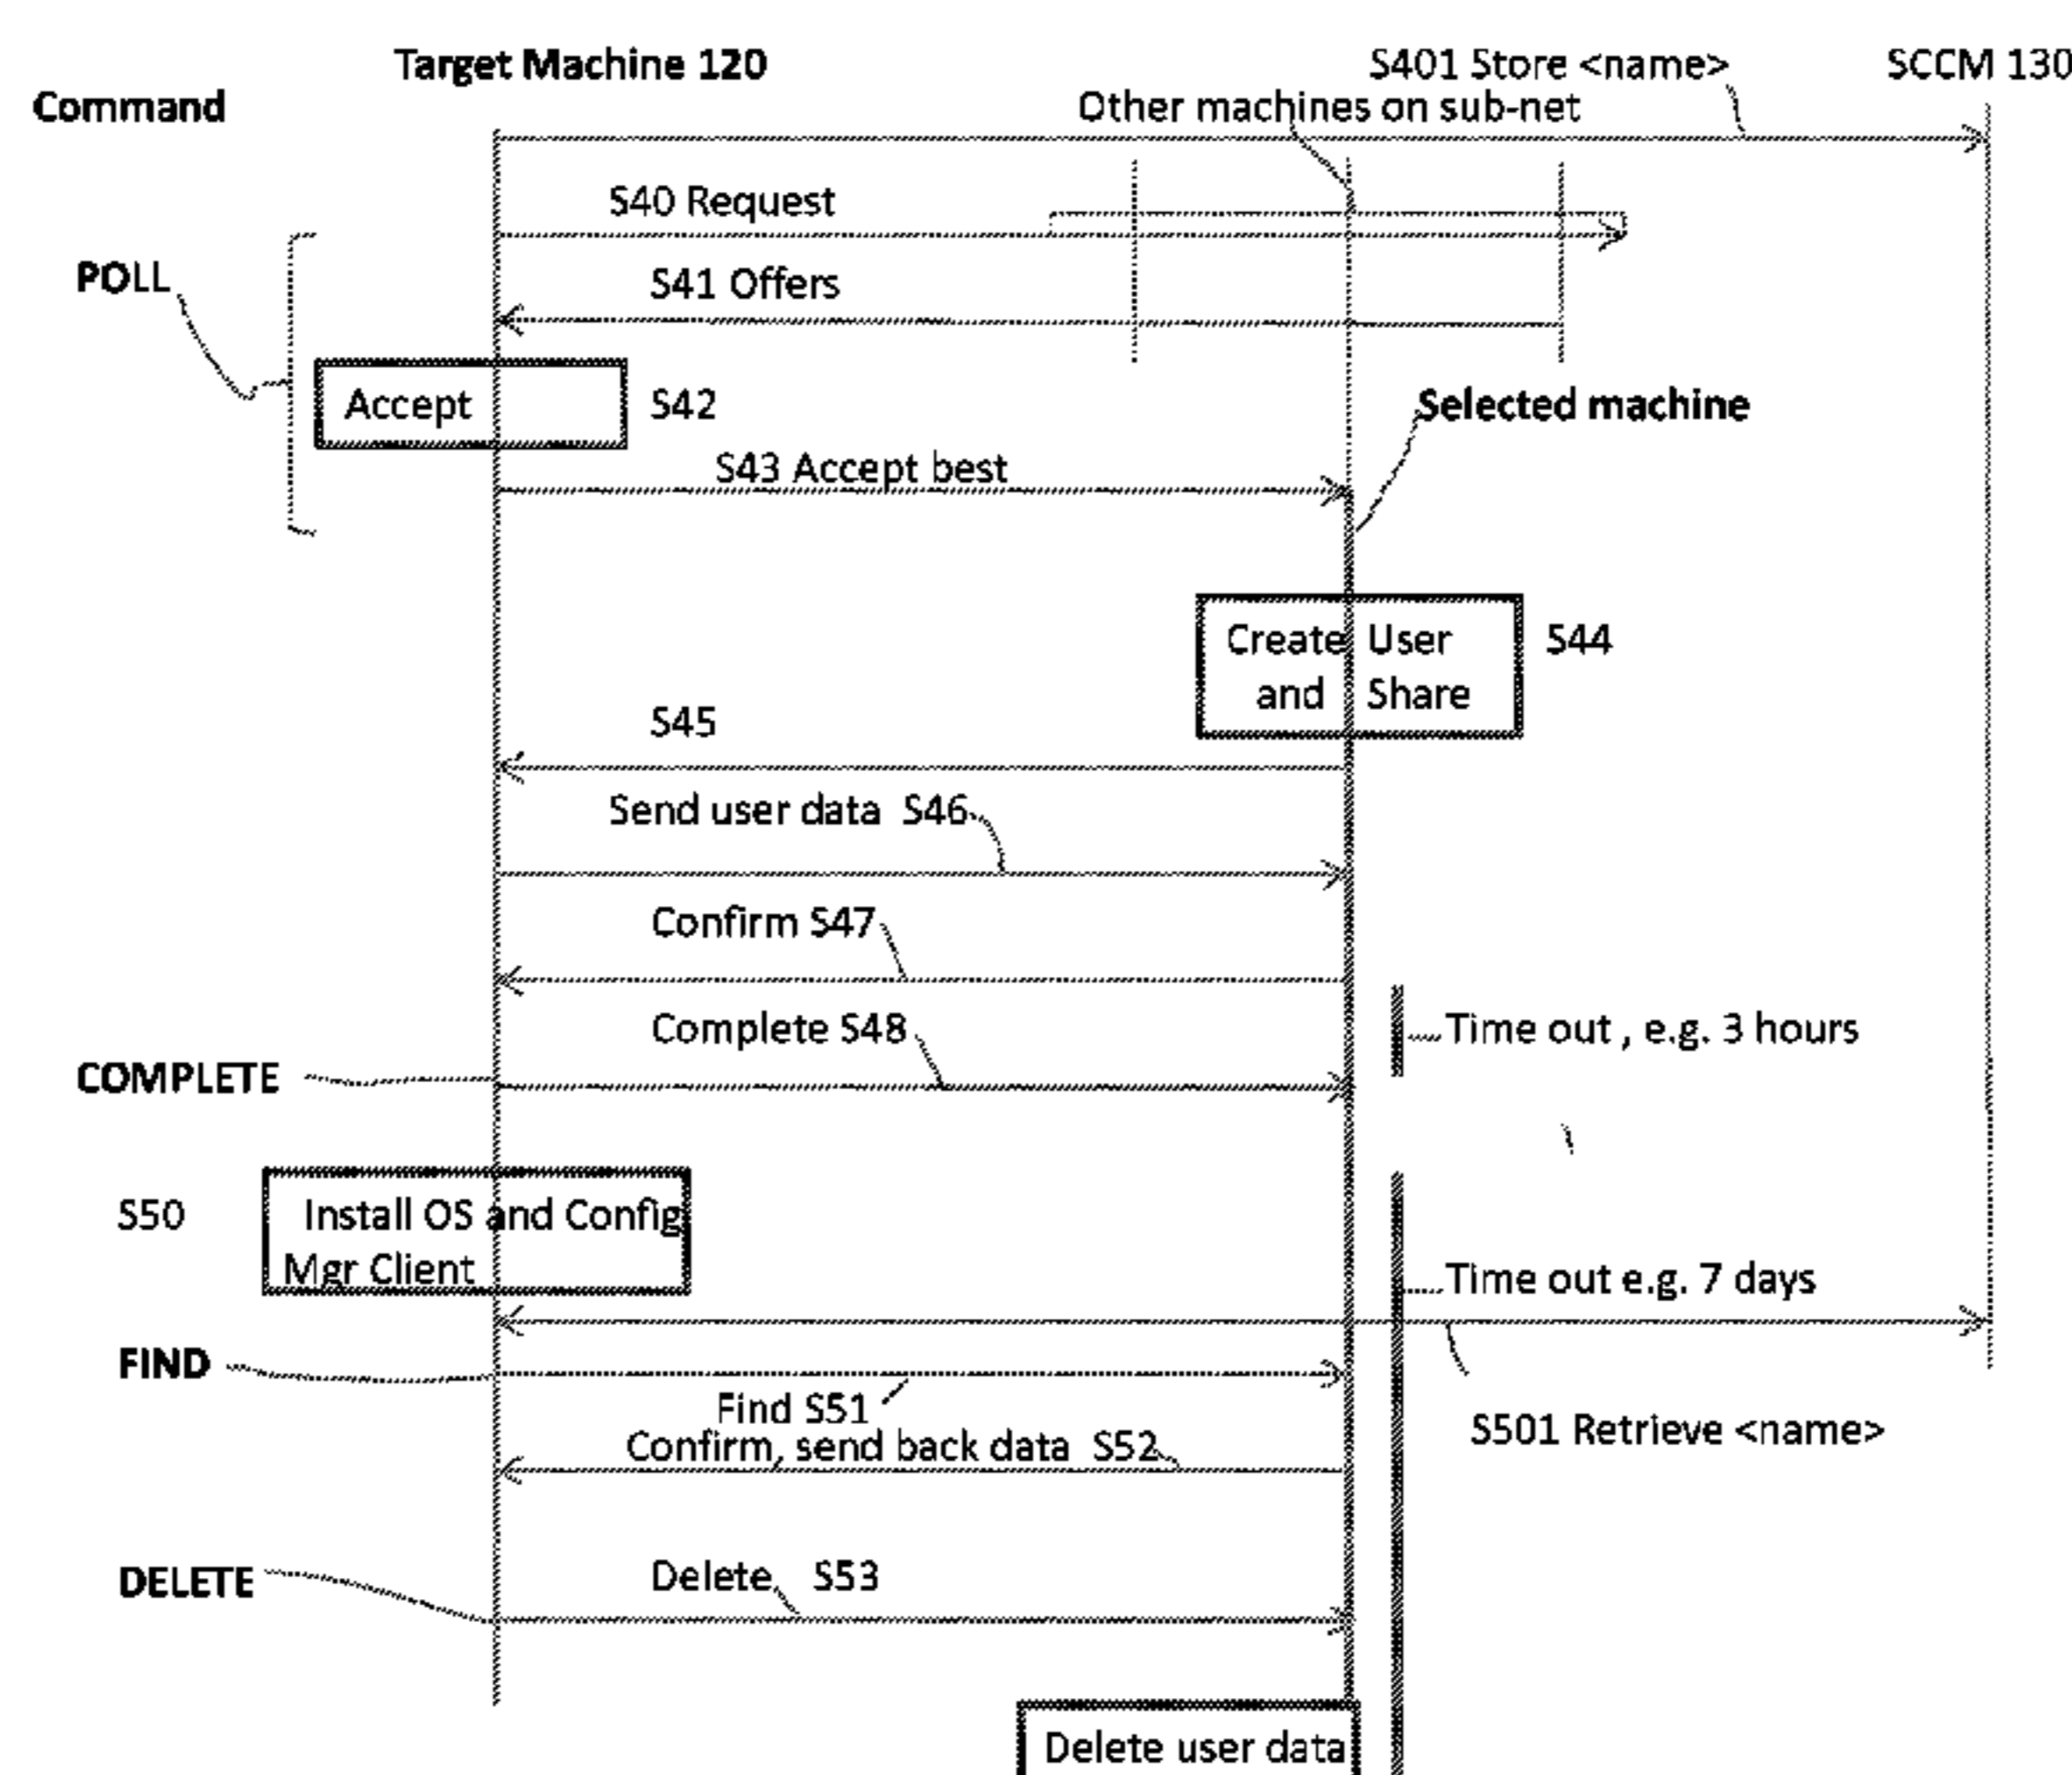 Target Machine 120
S401 Store <name>
SCCM 130
Command
Other machines on sub-net
S40 Request
POLL
S41 Offers
Accept
S42
Selected machine
S43 Accept best
Create User
and Share
S44
S45
Send user data S46
Confirm S47
Complete S48
Time out , e.g. 3 hours
COMPLETE
S50
Install OS and Config
Mgr Client
Time out e.g. 7 days
FIND
Find S51
S501 Retrieve <name>
Confirm, send back data S52
DELETE
Delete S53
Delete user data